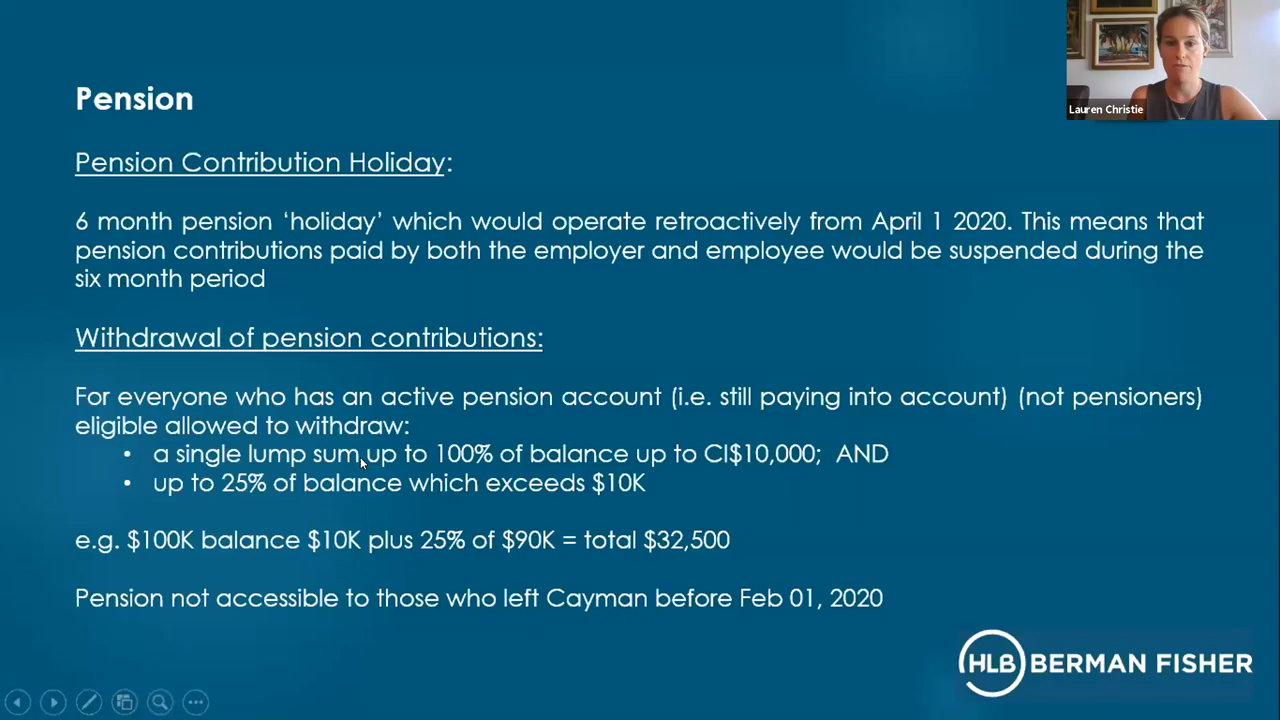 Lauren Christie
Pension
Pension Contribution Holiday:
6 month pension ‘holiday’ which would operate retroactively from April 1 2020. This means that
pension contributions paid by both the employer and employee would be suspended during the
six month period
Withdrawal of pension contributions:
For everyone who has an active pension account (i.e. still paying into account) (not pensioners)
eligible allowed to withdraw:
• a single lump sum up to 100% of balance up to CI$10,000; AND
• up to 25% of balance which exceeds $10K
e.g. $100K balance $10K plus 25% of $90K = total $32,500
Pension not accessible to those who left Cayman before Feb 01, 2020
HLB BERMAN FISHER